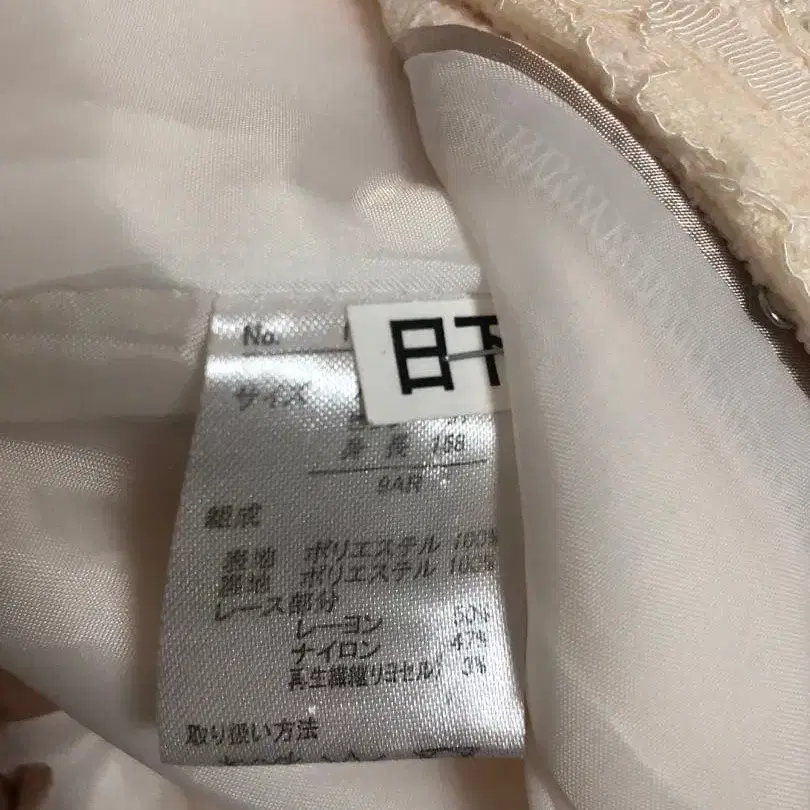 No.
日下
サイズ
身長 158
9AR
組成
表地 ポリエステル 100%
裏地 ポリエステル 100%
レース部分
レーヨン 50%
ナイロン 47%
再生繊維(リヨセル) 3%
取り扱い方法